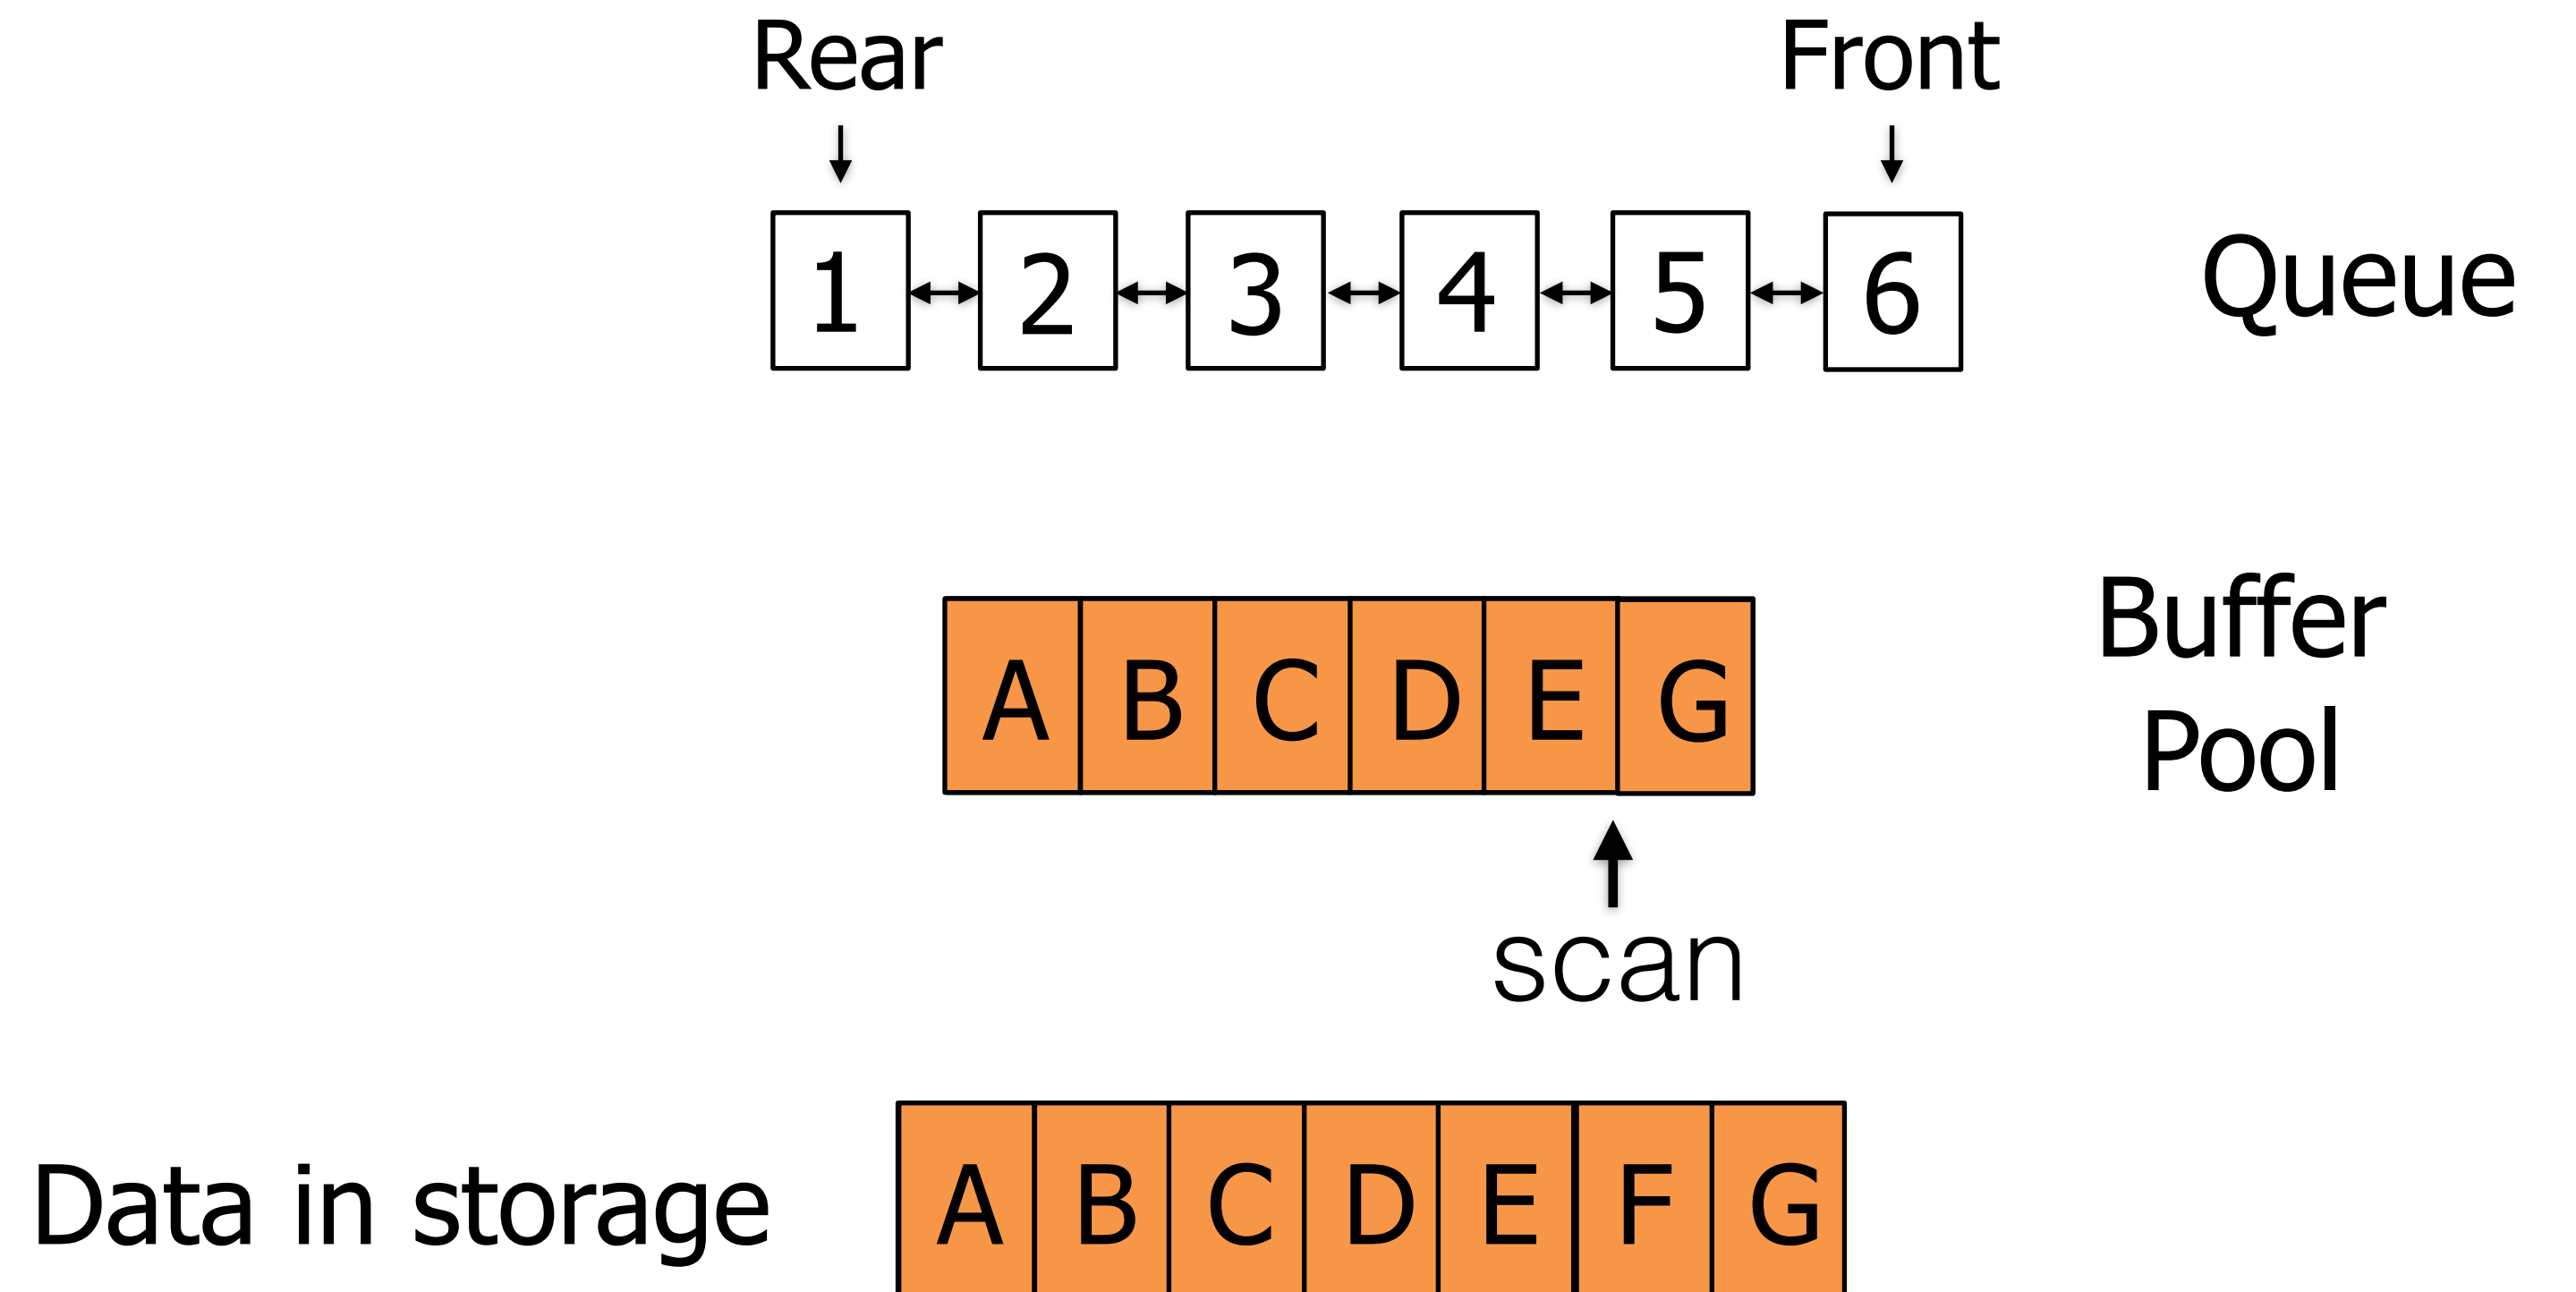 Rear Front
1 2 3 4 5 6 Queue
A B C D E G
Buffer
Pool
scan
Data in storage A B C D E F G